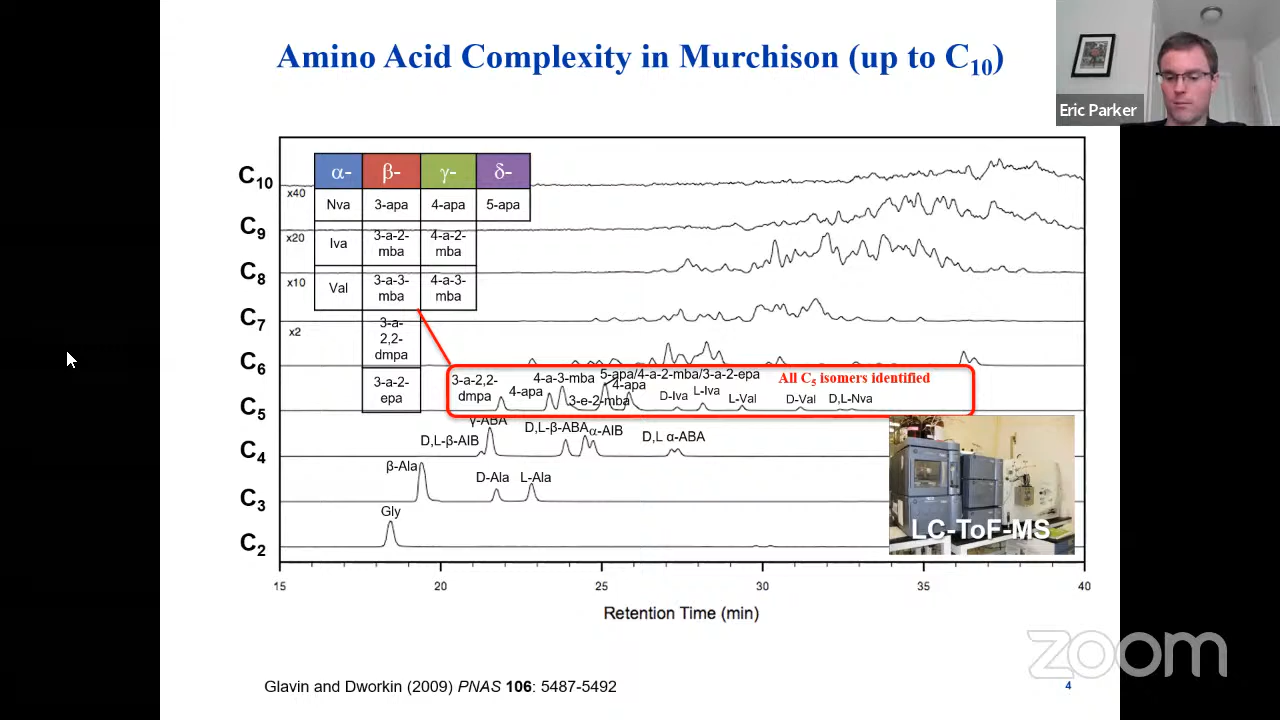 Amino Acid Complexity in Murchison (up to C10)
Eric Parker
α- β- γ- δ-
Nva 3-apa 4-apa 5-apa
Iva 3-a-2-mba 4-a-2-mba
Val 3-a-3-mba 4-a-3-mba
3-a-2,2-dmpa
3-a-2-epa
C10
x40
C9
x20
C8
x10
C7
x2
C6
C5
3-a-2,2-dmpa
4-apa
4-a-3-mba
3-e-2-mba
5-apa/4-a-2-mba/3-a-2-epa
4-apa
D-Iva
L-Iva
L-Val
D-Val
D,L-Nva
All C5 isomers identified
C4
D,L-β-AIB
γ-ABA
D,L-β-ABA
α-AIB
D,L α-ABA
C3
β-Ala
D-Ala
L-Ala
C2
Gly
LC-ToF-MS
15 20 25 30 35 40
Retention Time (min)
zoom
Glavin and Dworkin (2009) PNAS 106: 5487-5492
4